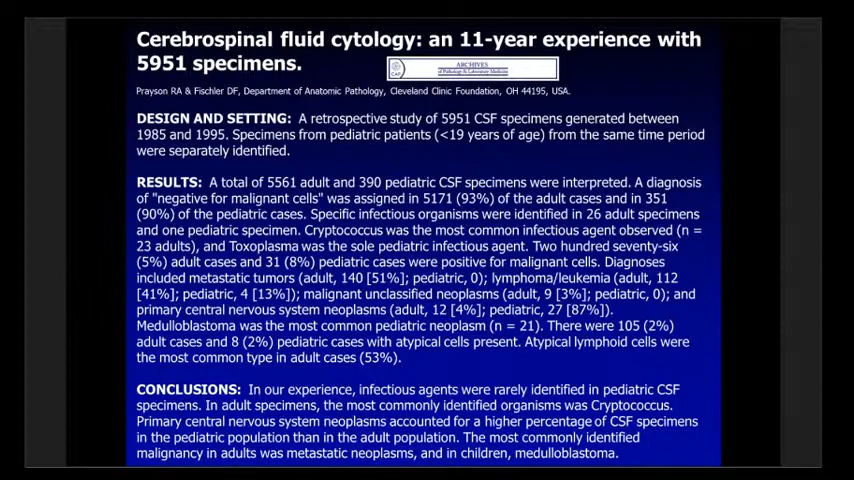 Cerebrospinal fluid cytology: an 11-year experience with
5951 specimens.
ARCHIVES
of Pathology & Laboratory Medicine
CAP
Prayson RA & Fischler DF, Department of Anatomic Pathology, Cleveland Clinic Foundation, OH 44195, USA.
DESIGN AND SETTING: A retrospective study of 5951 CSF specimens generated between
1985 and 1995. Specimens from pediatric patients (<19 years of age) from the same time period
were separately identified.
RESULTS: A total of 5561 adult and 390 pediatric CSF specimens were interpreted. A diagnosis
of "negative for malignant cells" was assigned in 5171 (93%) of the adult cases and in 351
(90%) of the pediatric cases. Specific infectious organisms were identified in 26 adult specimens
and one pediatric specimen. Cryptococcus was the most common infectious agent observed (n =
23 adults), and Toxoplasma was the sole pediatric infectious agent. Two hundred seventy-six
(5%) adult cases and 31 (8%) pediatric cases were positive for malignant cells. Diagnoses
included metastatic tumors (adult, 140 [51%]; pediatric, 0); lymphoma/leukemia (adult, 112
[41%]; pediatric, 4 [13%]); malignant unclassified neoplasms (adult, 9 [3%]; pediatric, 0); and
primary central nervous system neoplasms (adult, 12 [4%]; pediatric, 27 [87%]).
Medulloblastoma was the most common pediatric neoplasm (n = 21). There were 105 (2%)
adult cases and 8 (2%) pediatric cases with atypical cells present. Atypical lymphoid cells were
the most common type in adult cases (53%).
CONCLUSIONS: In our experience, infectious agents were rarely identified in pediatric CSF
specimens. In adult specimens, the most commonly identified organisms was Cryptococcus.
Primary central nervous system neoplasms accounted for a higher percentage of CSF specimens
in the pediatric population than in the adult population. The most commonly identified
malignancy in adults was metastatic neoplasms, and in children, medulloblastoma.